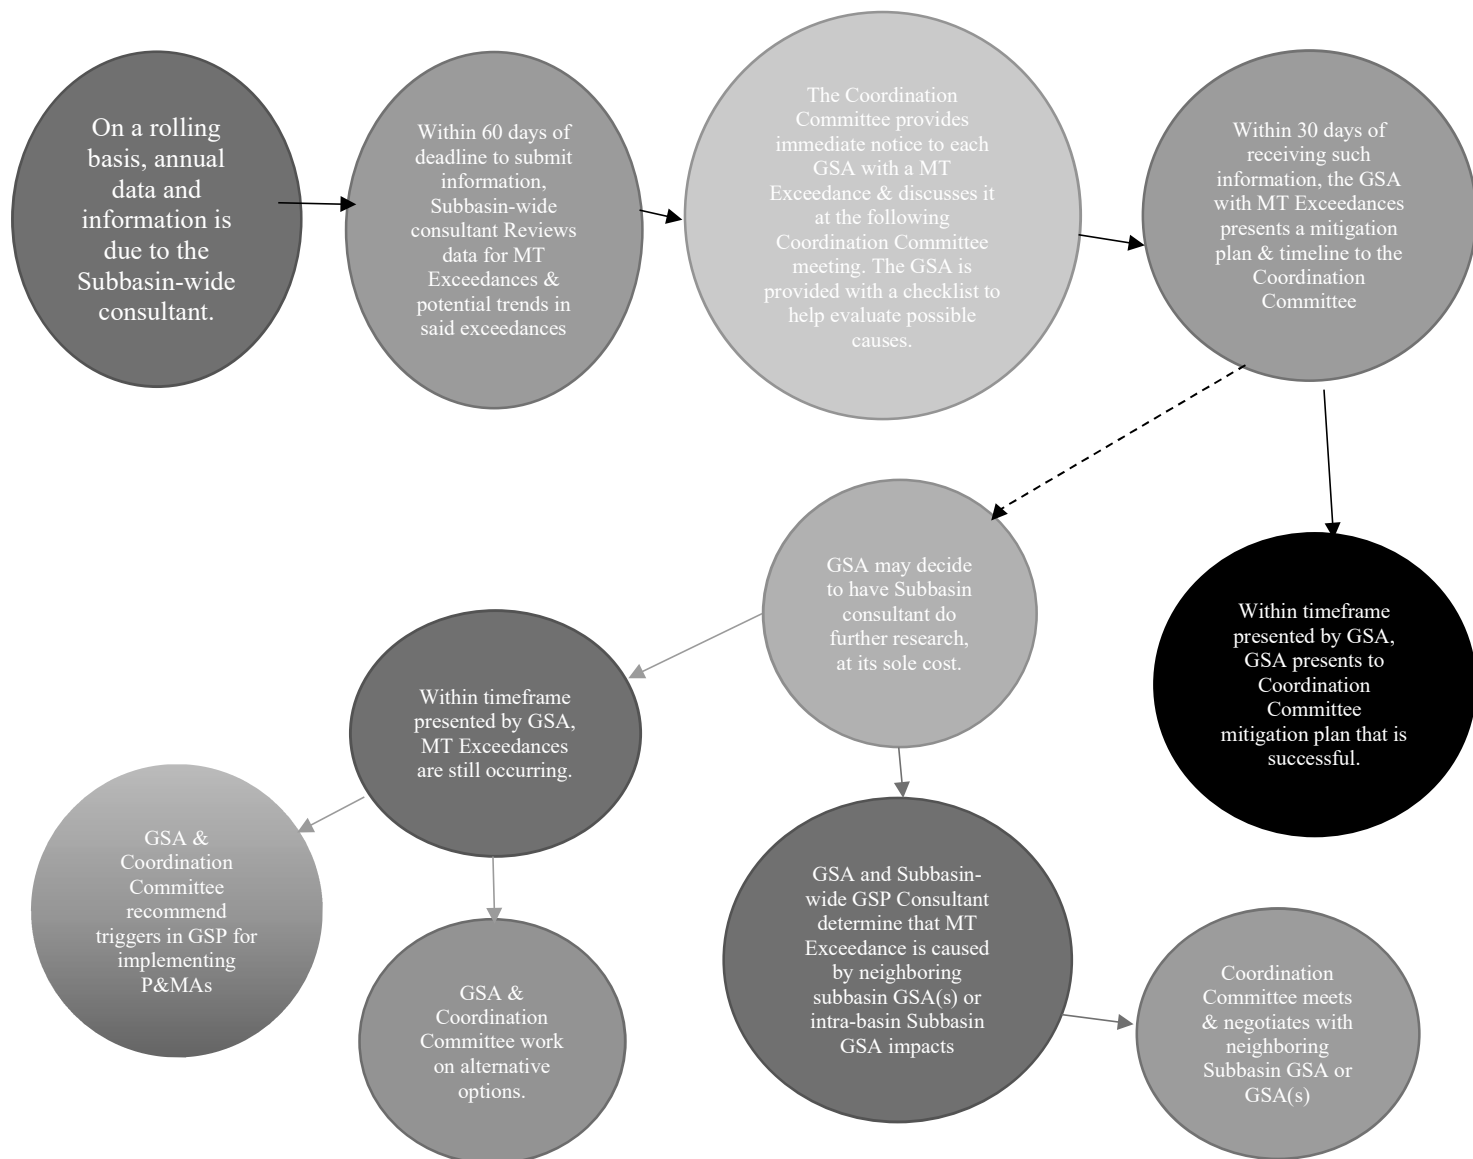 On a rolling
basis, annual
data and
information is
due to the
Subbasin-wide
consultant.
Within 60 days of
deadline to submit
information,
Subbasin-wide
consultant Reviews
data for MT
Exceedances &
potential trends in
said exceedances
The Coordination
Committee provides
immediate notice to each
GSA with a MT
Exceedance & discusses it
at the following
Coordination Committee
meeting. The GSA is
provided with a checklist to
help evaluate possible
causes.
Within 30 days of
receiving such
information, the GSA
with MT Exceedances
presents a mitigation
plan & timeline to the
Coordination
Committee
GSA may decide
to have Subbasin
consultant do
further research,
at its sole cost.
Within timeframe
presented by GSA,
GSA presents to
Coordination
Committee
mitigation plan that is
successful.
Within timeframe
presented by GSA,
MT Exceedances
are still occurring.
GSA &
Coordination
Committee
recommend
triggers in GSP for
implementing
P&MAs
GSA &
Coordination
Committee work
on alternative
options.
GSA and Subbasin-
wide GSP Consultant
determine that MT
Exceedance is caused
by neighboring
subbasin GSA(s) or
intra-basin Subbasin
GSA impacts
Coordination
Committee meets
& negotiates with
neighboring
Subbasin GSA or
GSA(s)